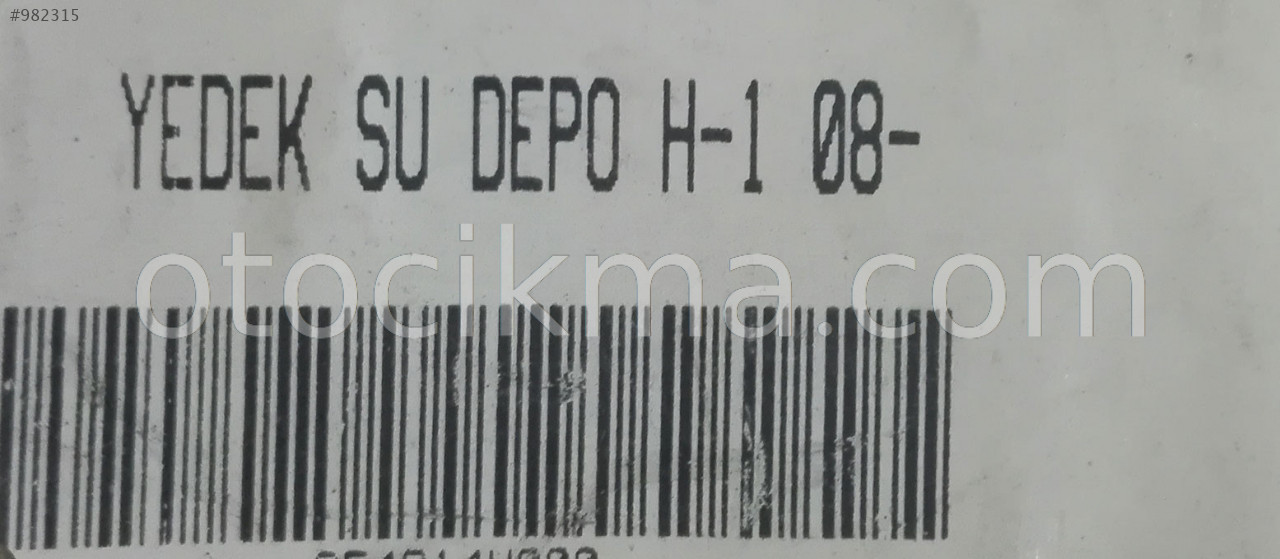 #982315
YEDEK SU DEPO H-1 08-
otocikma.com